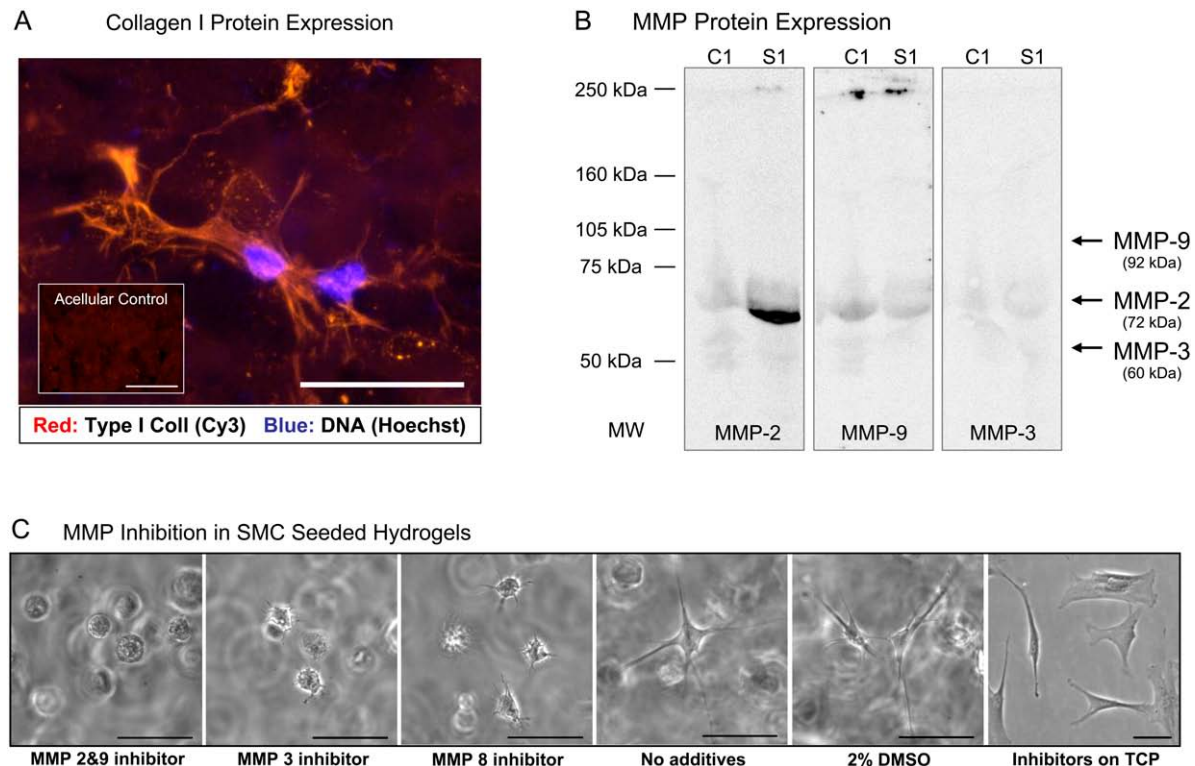 A Collagen I Protein Expression
Acellular Control
Red: Type I Coll (Cy3) Blue: DNA (Hoechst)
B MMP Protein Expression
C1 S1 C1 S1 C1 S1
250 kDa
160 kDa
105 kDa
75 kDa
50 kDa
MW MMP-2 MMP-9 MMP-3
MMP-9
(92 kDa)
MMP-2
(72 kDa)
MMP-3
(60 kDa)
C MMP Inhibition in SMC Seeded Hydrogels
MMP 2&9 inhibitor MMP 3 inhibitor MMP 8 inhibitor No additives 2% DMSO Inhibitors on TCP